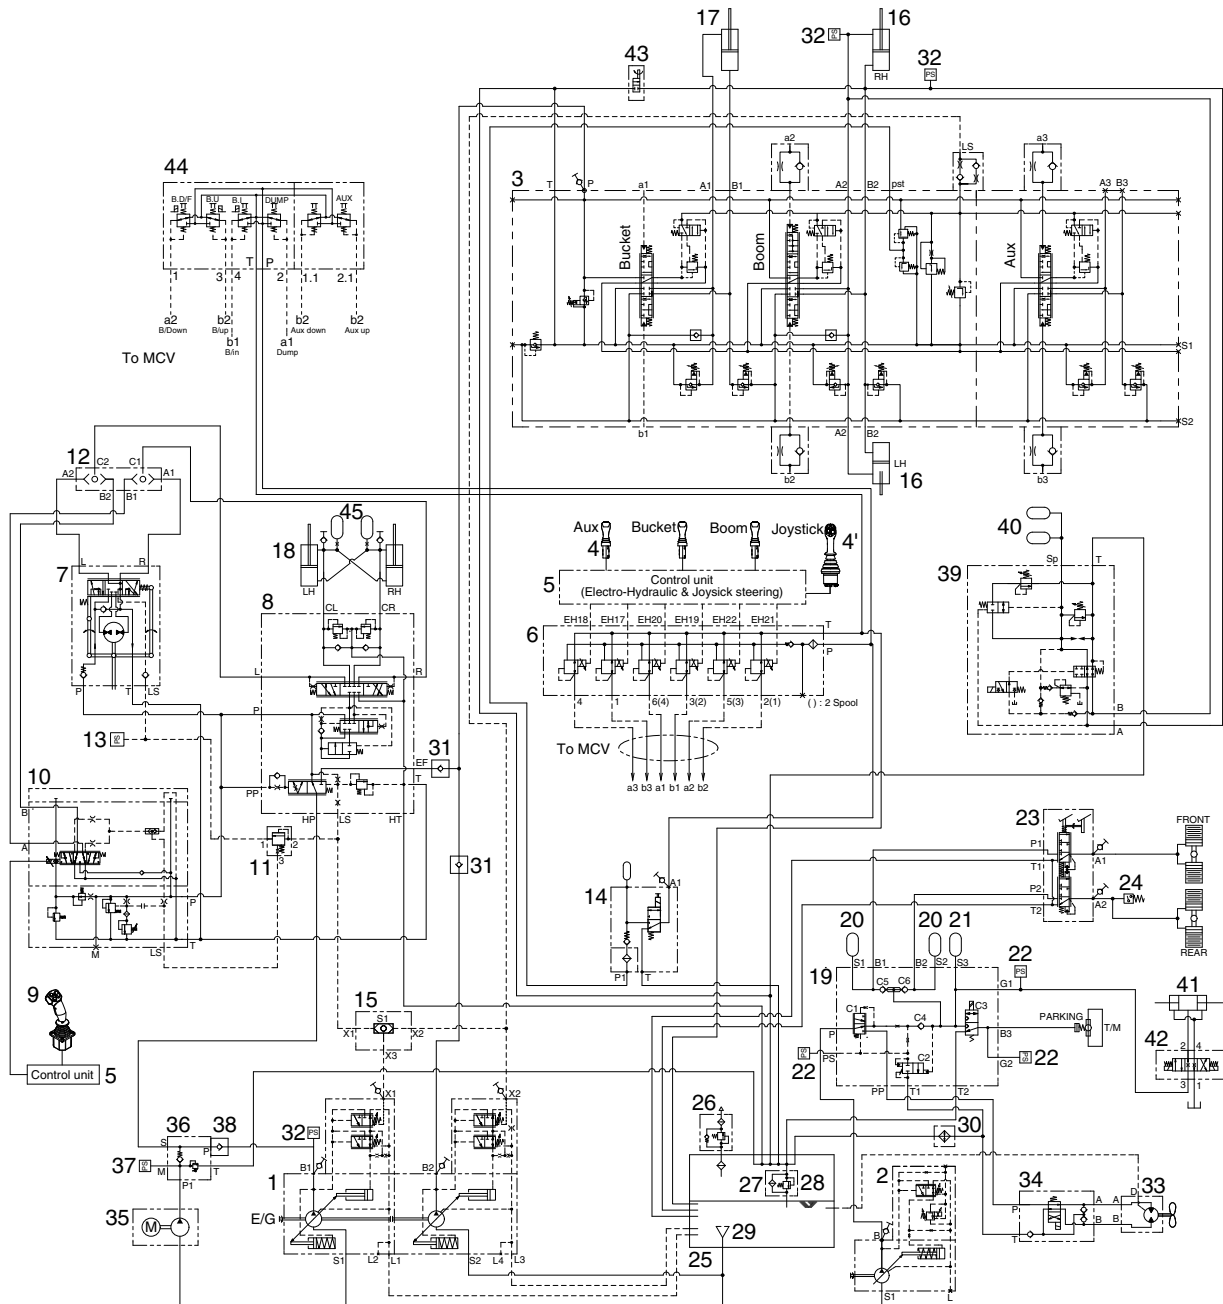 17
16
32
PS
RH
43
32
PS
44
B.D/F
B.U
B.I
DUMP
AUX
T
P
1
3
4
2
1.1
2.1
a2
B/Down
b2
B/up
b1
B/in
a1
Dump
b2
Aux down
b2
Aux up
To MCV
3
T
P
a1
A1
B1
a2
A2
B2
pst
LS
a3
A3
B3
Bucket
Boom
Aux
S1
S2
b1
b2
A2
B2
b3
LH
16
12
A2
C2
C1
A1
B2
B1
7
L
R
P
T
LS
13
PS
45
18
LH
RH
8
CL
CR
L
R
P
EF
T
PP
HP
LS
HT
31
31
Aux
Bucket
Boom
Joystick
4
4'
5
Control unit
(Electro-Hydraulic & Joysick steering)
6
EH18
EH17
EH20
EH19
EH22
EH21
T
P
4
1
6(4)
3(2)
5(3)
2(1)
( ) : 2 Spool
To MCV
a3
b3
a1
b1
a2
b2
40
39
Sp
T
B
A
10
B
A
P
T
M
LS
11
1
2
3
9
Control unit
5
14
A1
P1
T
15
S1
X1
X2
X3
23
P1
T1
P2
T2
A1
A2
24
FRONT
REAR
20
20
21
22
PS
19
S1
B1
B2
S2
S3
C5
C6
G1
C1
C4
C3
P
PS
C2
B3
G2
PP
T1
T2
PS
22
22
PARKING
T/M
41
42
2
4
3
1
36
38
S
P
M
T
P1
37
PS
35
M
32
PS
1
B1
B2
X1
X2
E/G
S1
L2
L1
S2
L4
L3
26
27
28
29
25
30
2
B
S1
L
34
P
T
A
B
33
D
A
B